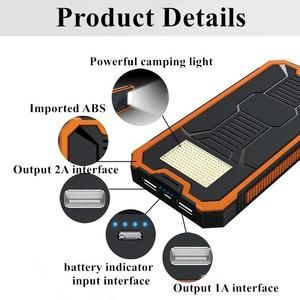 Product Details
Powerful camping light
Imported ABS
Output 2A interface
battery indicator
input interface
Output 1A interface